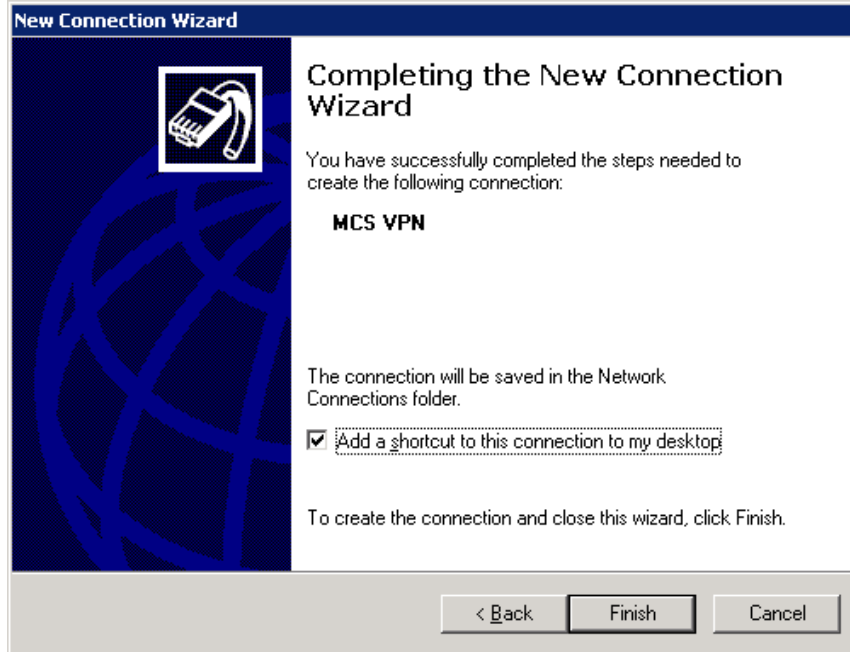 New Connection Wizard
Completing the New Connection
Wizard
You have successfully completed the steps needed to
create the following connection:
MCS VPN
The connection will be saved in the Network
Connections folder.
Add a shortcut to this connection to my desktop
To create the connection and close this wizard, click Finish.
< Back Finish Cancel